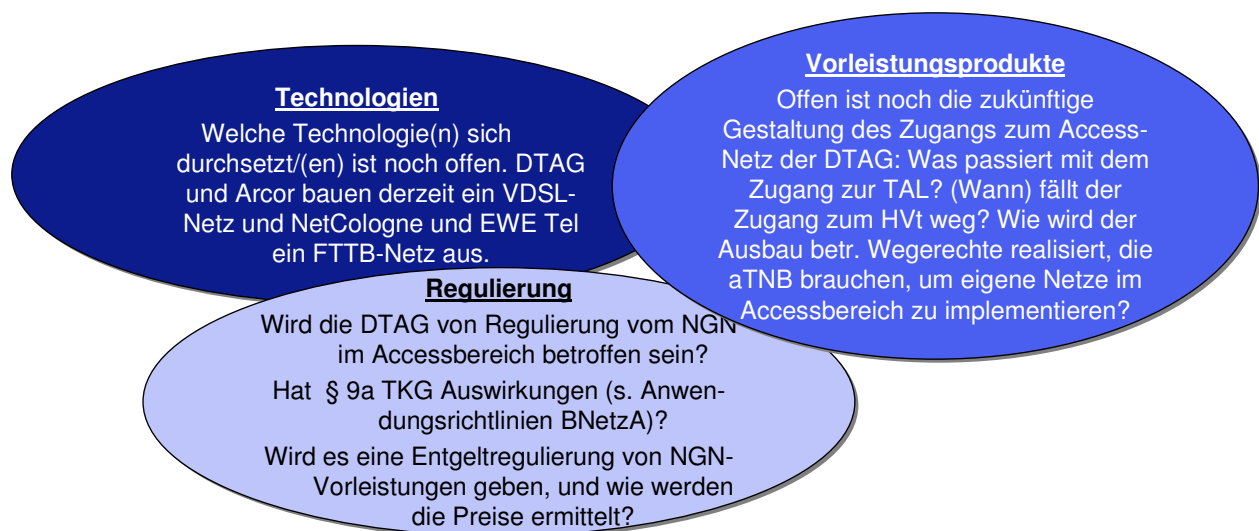 Technologien
Welche Technologie(n) sich
durchsetzt/(en) ist noch offen. DTAG
und Arcor bauen derzeit ein VDSL-
Netz und NetCologne und EWE Tel
ein FTTB-Netz aus.
Vorleistungsprodukte
Offen ist noch die zukünftige
Gestaltung des Zugangs zum Access-
Netz der DTAG: Was passiert mit dem
Zugang zur TAL? (Wann) fällt der
Zugang zum HVt weg? Wie wird der
Ausbau betr. Wegerechte realisiert, die
aTNB brauchen, um eigene Netze im
Accessbereich zu implementieren?
Regulierung
Wird die DTAG von Regulierung vom NGN
im Accessbereich betroffen sein?
Hat § 9a TKG Auswirkungen (s. Anwen-
dungsrichtlinien BNetzA)?
Wird es eine Entgeltregulierung von NGN-
Vorleistungen geben, und wie werden
die Preise ermittelt?